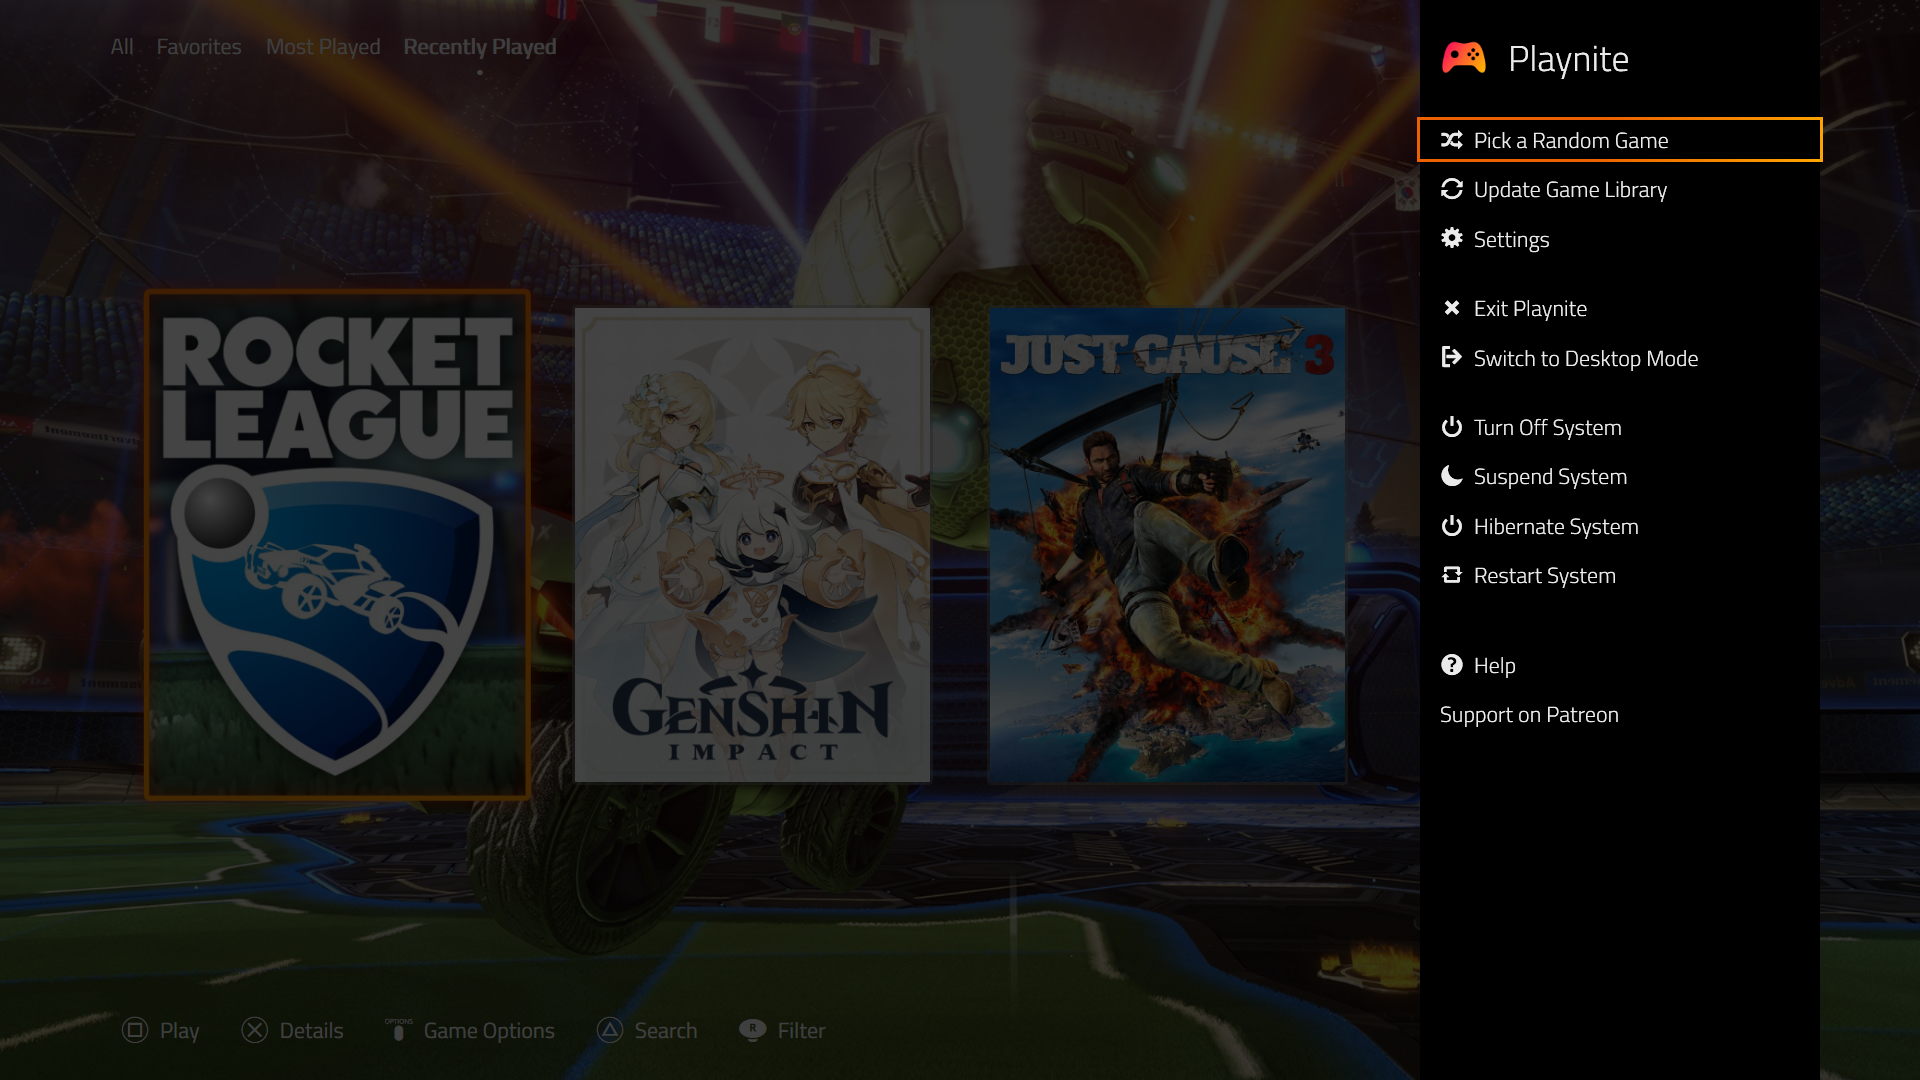 All Favorites Most Played Recently Played
Playnite
Pick a Random Game
Update Game Library
Settings
Exit Playnite
Switch to Desktop Mode
Turn Off System
Suspend System
Hibernate System
Restart System
Help
Support on Patreon
ROCKET
LEAGUE
GENSHIN
IMPACT
JUST CAUSE 3
Play Details OPTIONS Game Options Search R Filter